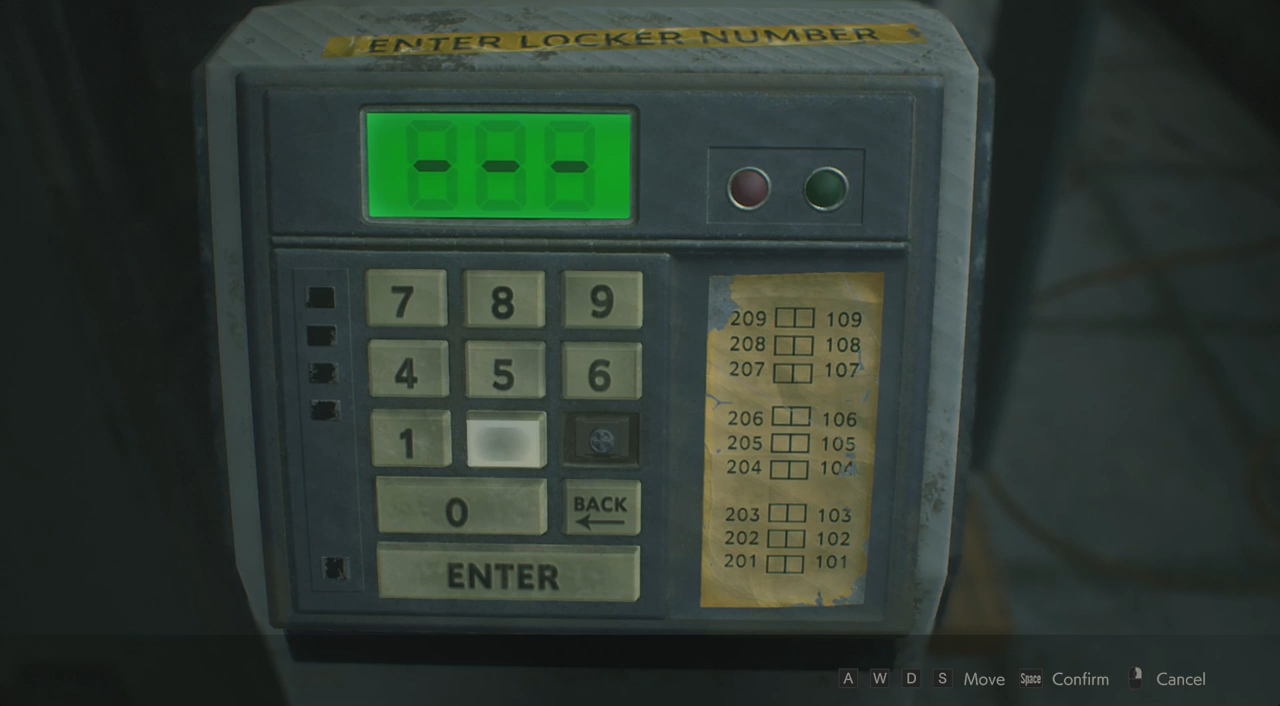 ENTER LOCKER NUMBER
- - -
7 8 9
4 5 6
1
0 BACK
ENTER
209 109
208 108
207 107
206 106
205 105
204 104
203 103
202 102
201 101
A W D S Move Space Confirm Cancel